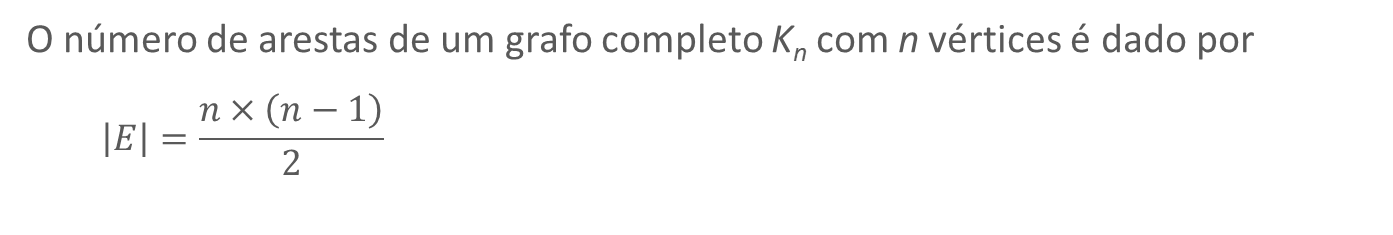 O número de arestas de um grafo completo Kₙ com n vértices é dado por
|E| = n × (n − 1) / 2